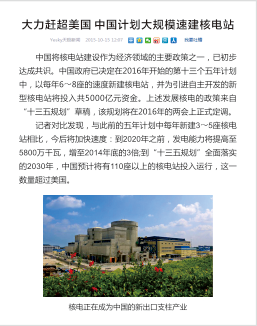 大力赶超美国 中国计划大规模速建核电站
2015-10-15 12:07
中国将核电站建设作为经济领域的主要政策之一，已初步
达成共识。中国政府已决定在2016年开始的第十三个五年计划
中，以每年6～8座的速度新建核电站，并为引进自主开发的新
型核电站将投入共5000亿元资金。上述发展核电的政策来自
“十三五规划”草稿，该规划将在2016年的两会上正式定调。
记者对比发现，与此前的五年计划中每年新建3～5座核电
站相比，今后将加快速度：到2020年之前，发电能力将提高至
5800万千瓦，增至2014年底的3倍;到“十三五规划”全面落实
的2030年，中国预计将有110座以上的核电站投入运行，这一
数量超过美国。
核电正在成为中国的新出口支柱产业